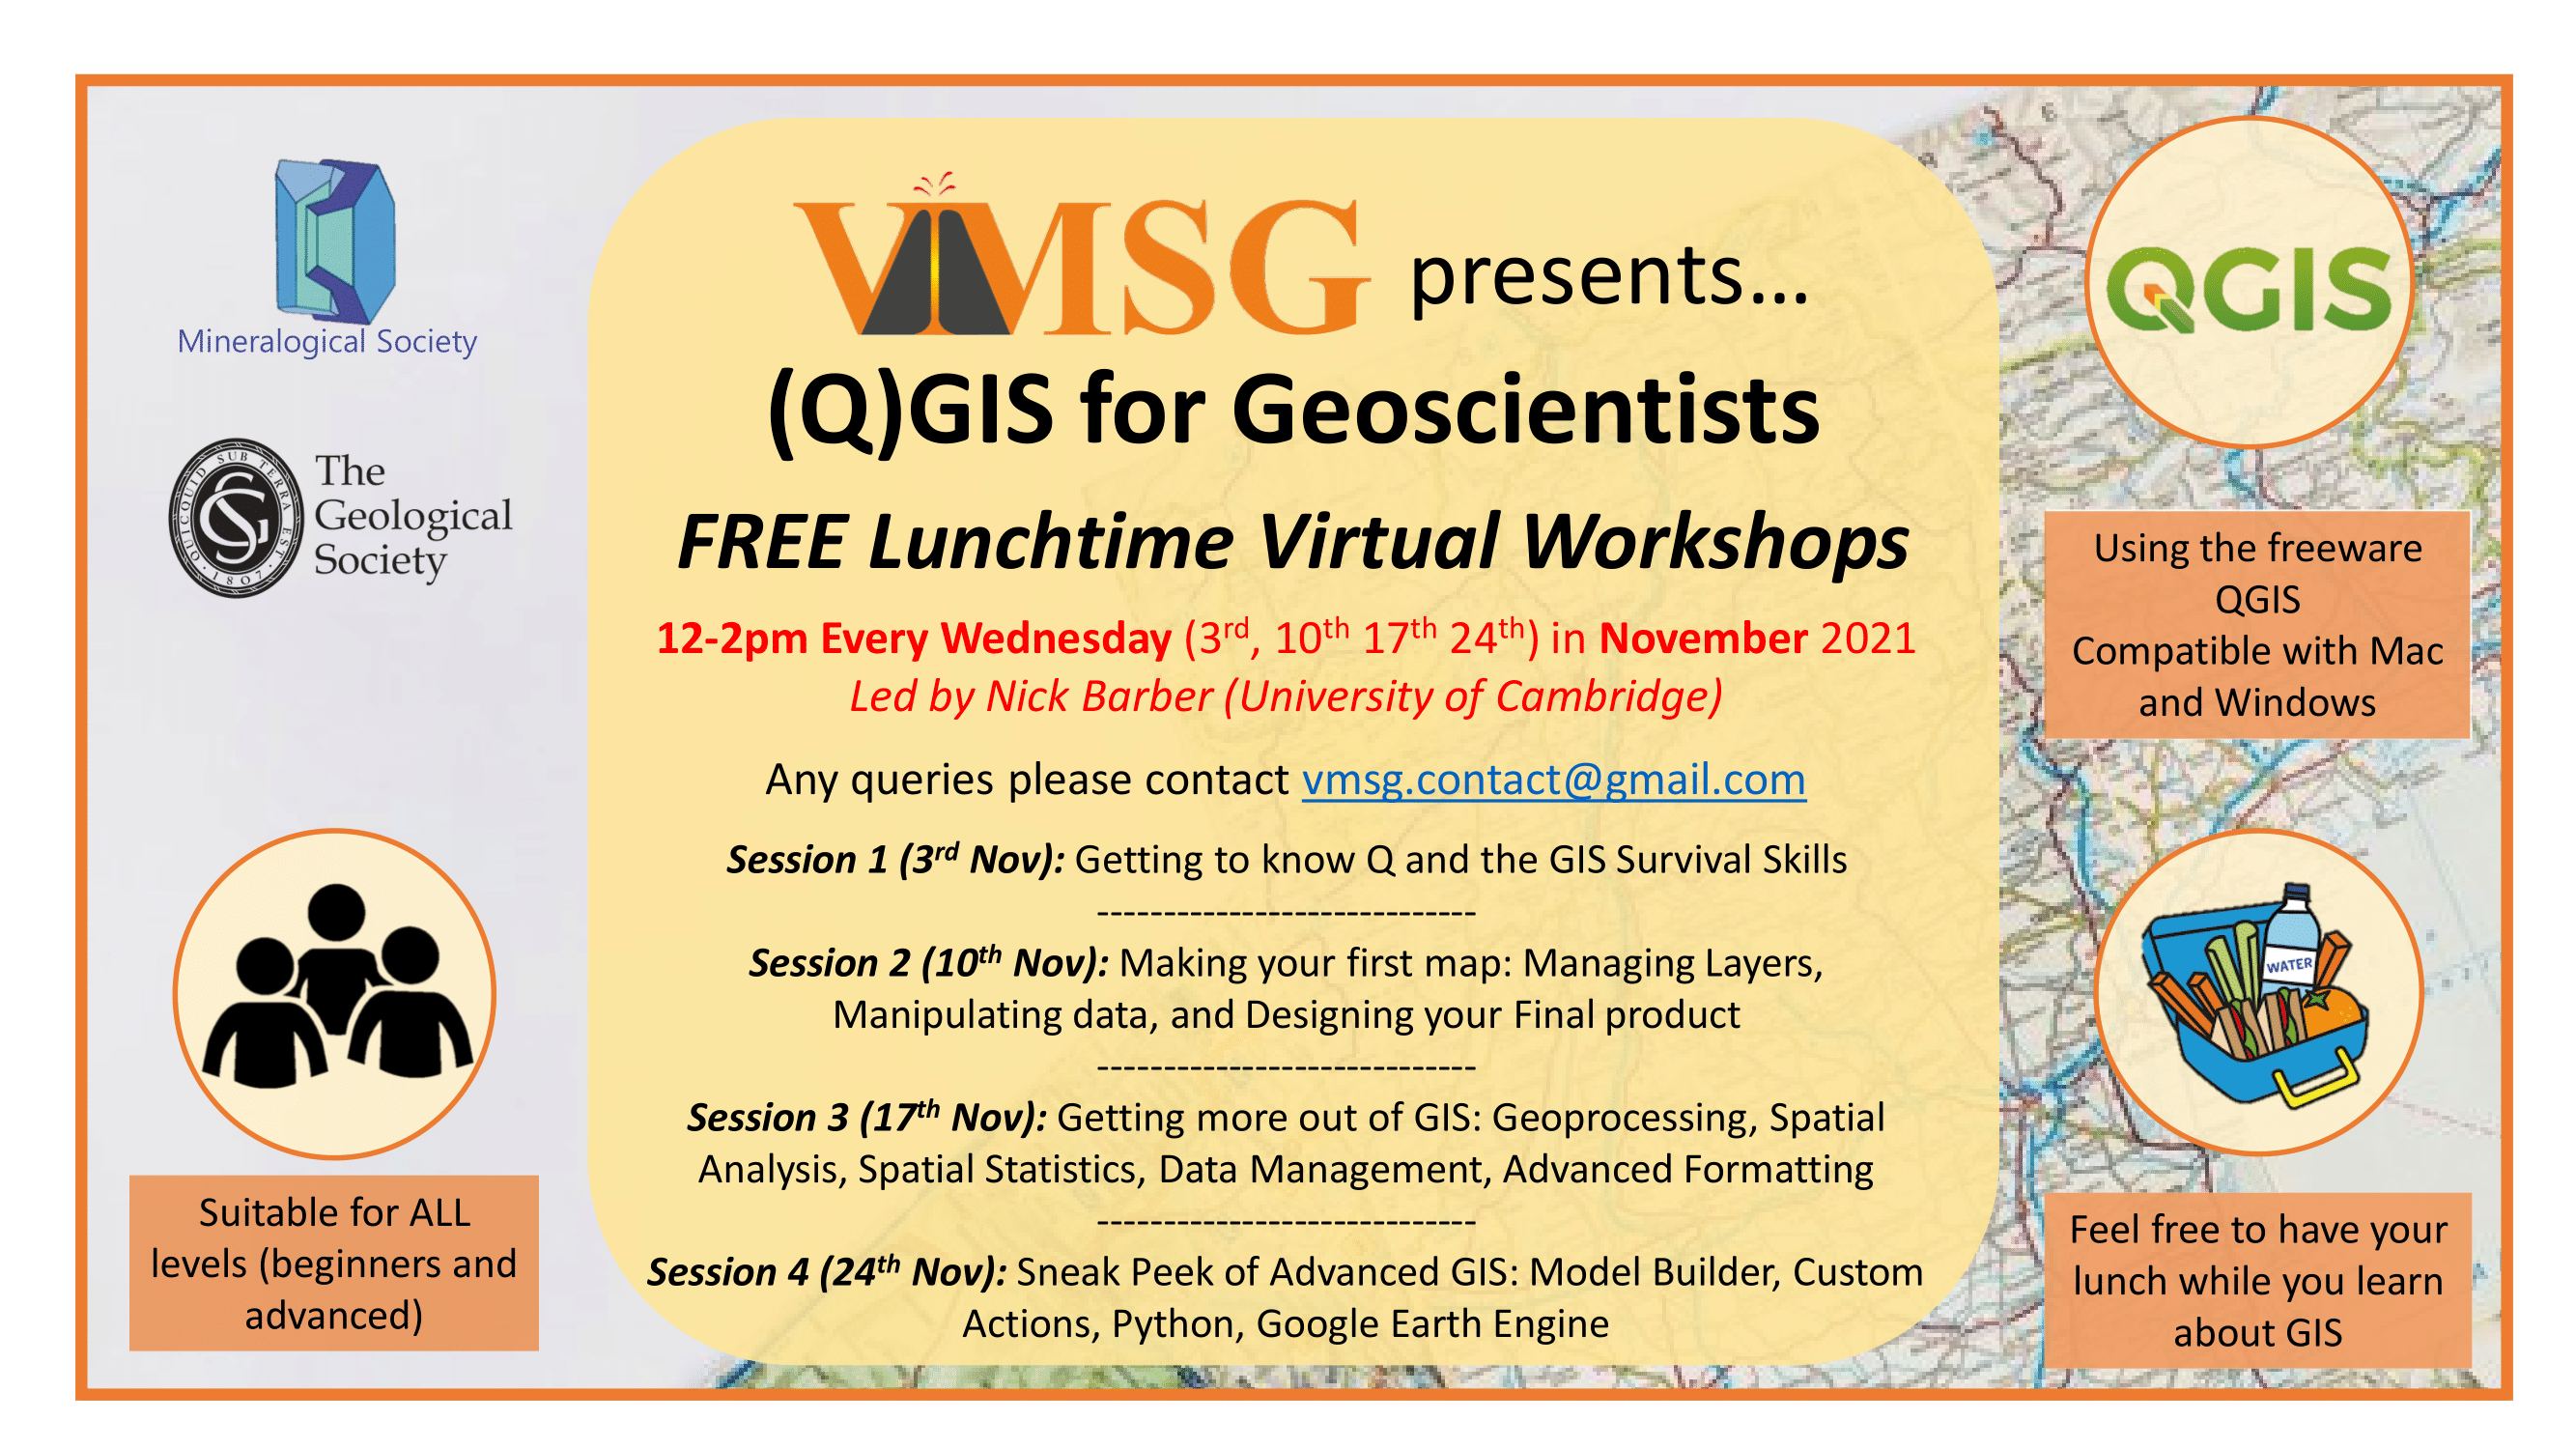 Mineralogical Society
QUICQUID SUB TERRA EST
· 1807 ·
The
Geological
Society
VMSG presents…
(Q)GIS for Geoscientists
FREE Lunchtime Virtual Workshops
12-2pm Every Wednesday (3rd, 10th 17th 24th) in November 2021
Led by Nick Barber (University of Cambridge)
Any queries please contact vmsg.contact@gmail.com
Session 1 (3rd Nov): Getting to know Q and the GIS Survival Skills
-----------------------------
Session 2 (10th Nov): Making your first map: Managing Layers,
Manipulating data, and Designing your Final product
-----------------------------
Session 3 (17th Nov): Getting more out of GIS: Geoprocessing, Spatial
Analysis, Spatial Statistics, Data Management, Advanced Formatting
-----------------------------
Session 4 (24th Nov): Sneak Peek of Advanced GIS: Model Builder, Custom
Actions, Python, Google Earth Engine
Suitable for ALL
levels (beginners and
advanced)
QGIS
Using the freeware
QGIS
Compatible with Mac
and Windows
WATER
Feel free to have your
lunch while you learn
about GIS